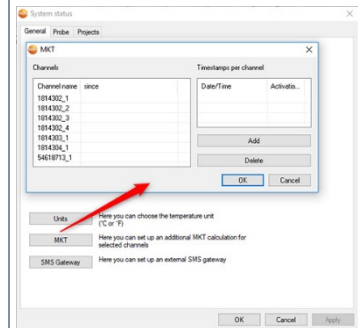 System status
General Probe Projects
MKT
Channels
Timestamps per channel
Channel name since
Date/Time Activatio...
1814302_1
1814302_2
1814302_3
1814302_4
1814303_1
1814304_1
54618713_1
Add
Delete
OK Cancel
Units
Here you can choose the temperature unit
(°C or °F)
MKT
Here you can set up an additional MKT calculation for
selected channels
SMS Gateway
Here you can set up an external SMS gateway
OK Cancel Apply